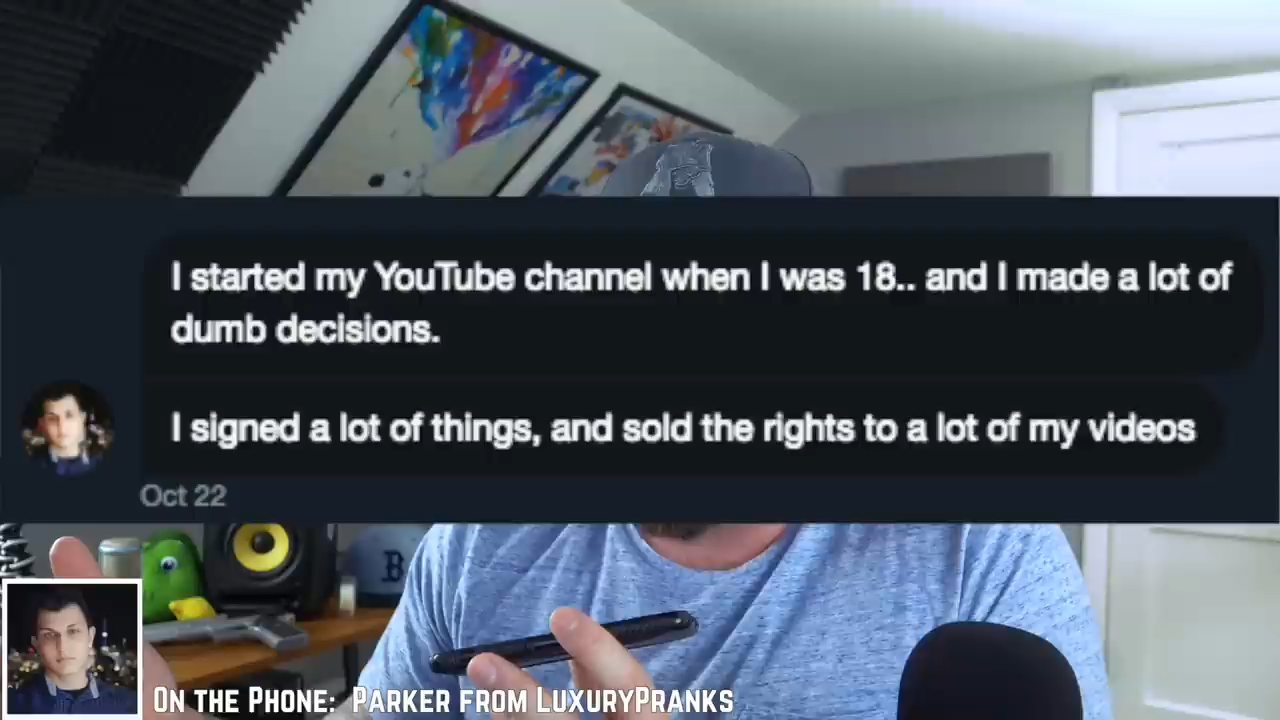 I started my YouTube channel when I was 18.. and I made a lot of
dumb decisions.
I signed a lot of things, and sold the rights to a lot of my videos
Oct 22
B
On the Phone: Parker from LuxuryPranks